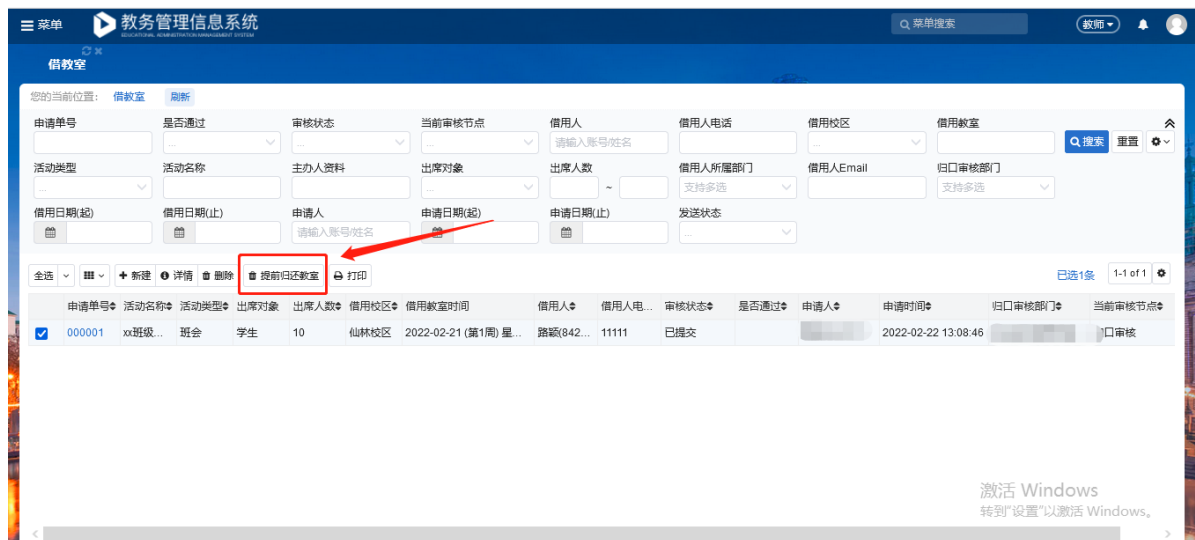 菜单 教务管理信息系统 菜单搜索 教师
EDUCATIONAL ADMINISTRATION MANAGEMENT SYSTEM
借教室
您的当前位置: 借教室 刷新
申请单号 是否通过 审核状态 当前审核节点 借用人 借用人电话 借用校区 借用教室
... ... ... 请输入账号/姓名 ... 搜索 重置
活动类型 活动名称 主办人资料 出席对象 出席人数 借用人所属部门 借用人Email 归口审核部门
... ... ~ 支持多选 支持多选
借用日期(起) 借用日期(止) 申请人 申请日期(起) 申请日期(止) 发送状态
请输入账号/姓名 ...
全选 新建 详情 删除 提前归还教室 打印 已选1条 1-1 of 1
申请单号 活动名称 活动类型 出席对象 出席人数 借用校区 借用教室时间 借用人 借用人电... 审核状态 是否通过 申请人 申请时间 归口审核部门 当前审核节点
000001 xx班级... 班会 学生 10 仙林校区 2022-02-21 (第1周) 星... 路颖(842... 11111 已提交 2022-02-22 13:08:46 口审核
激活 Windows
转到"设置"以激活 Windows。